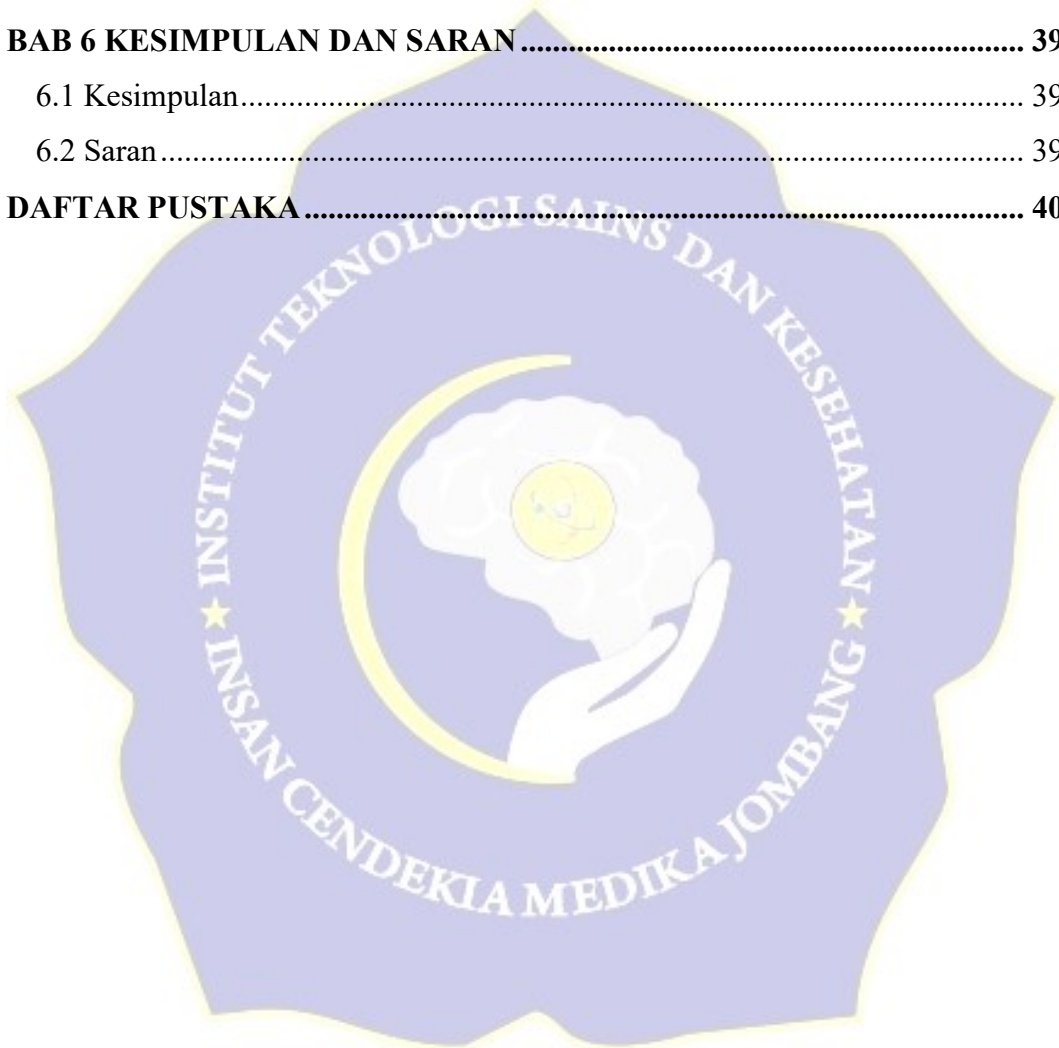 BAB 6 KESIMPULAN DAN SARAN ................................................................ 39
6.1 Kesimpulan .................................................................................................. 39
6.2 Saran ............................................................................................................ 39
DAFTAR PUSTAKA ........................................................................................... 40
INSTITUT TEKNOLOGI SAINS DAN KESEHATAN
INSAN CENDEKIA MEDIKA JOMBANG